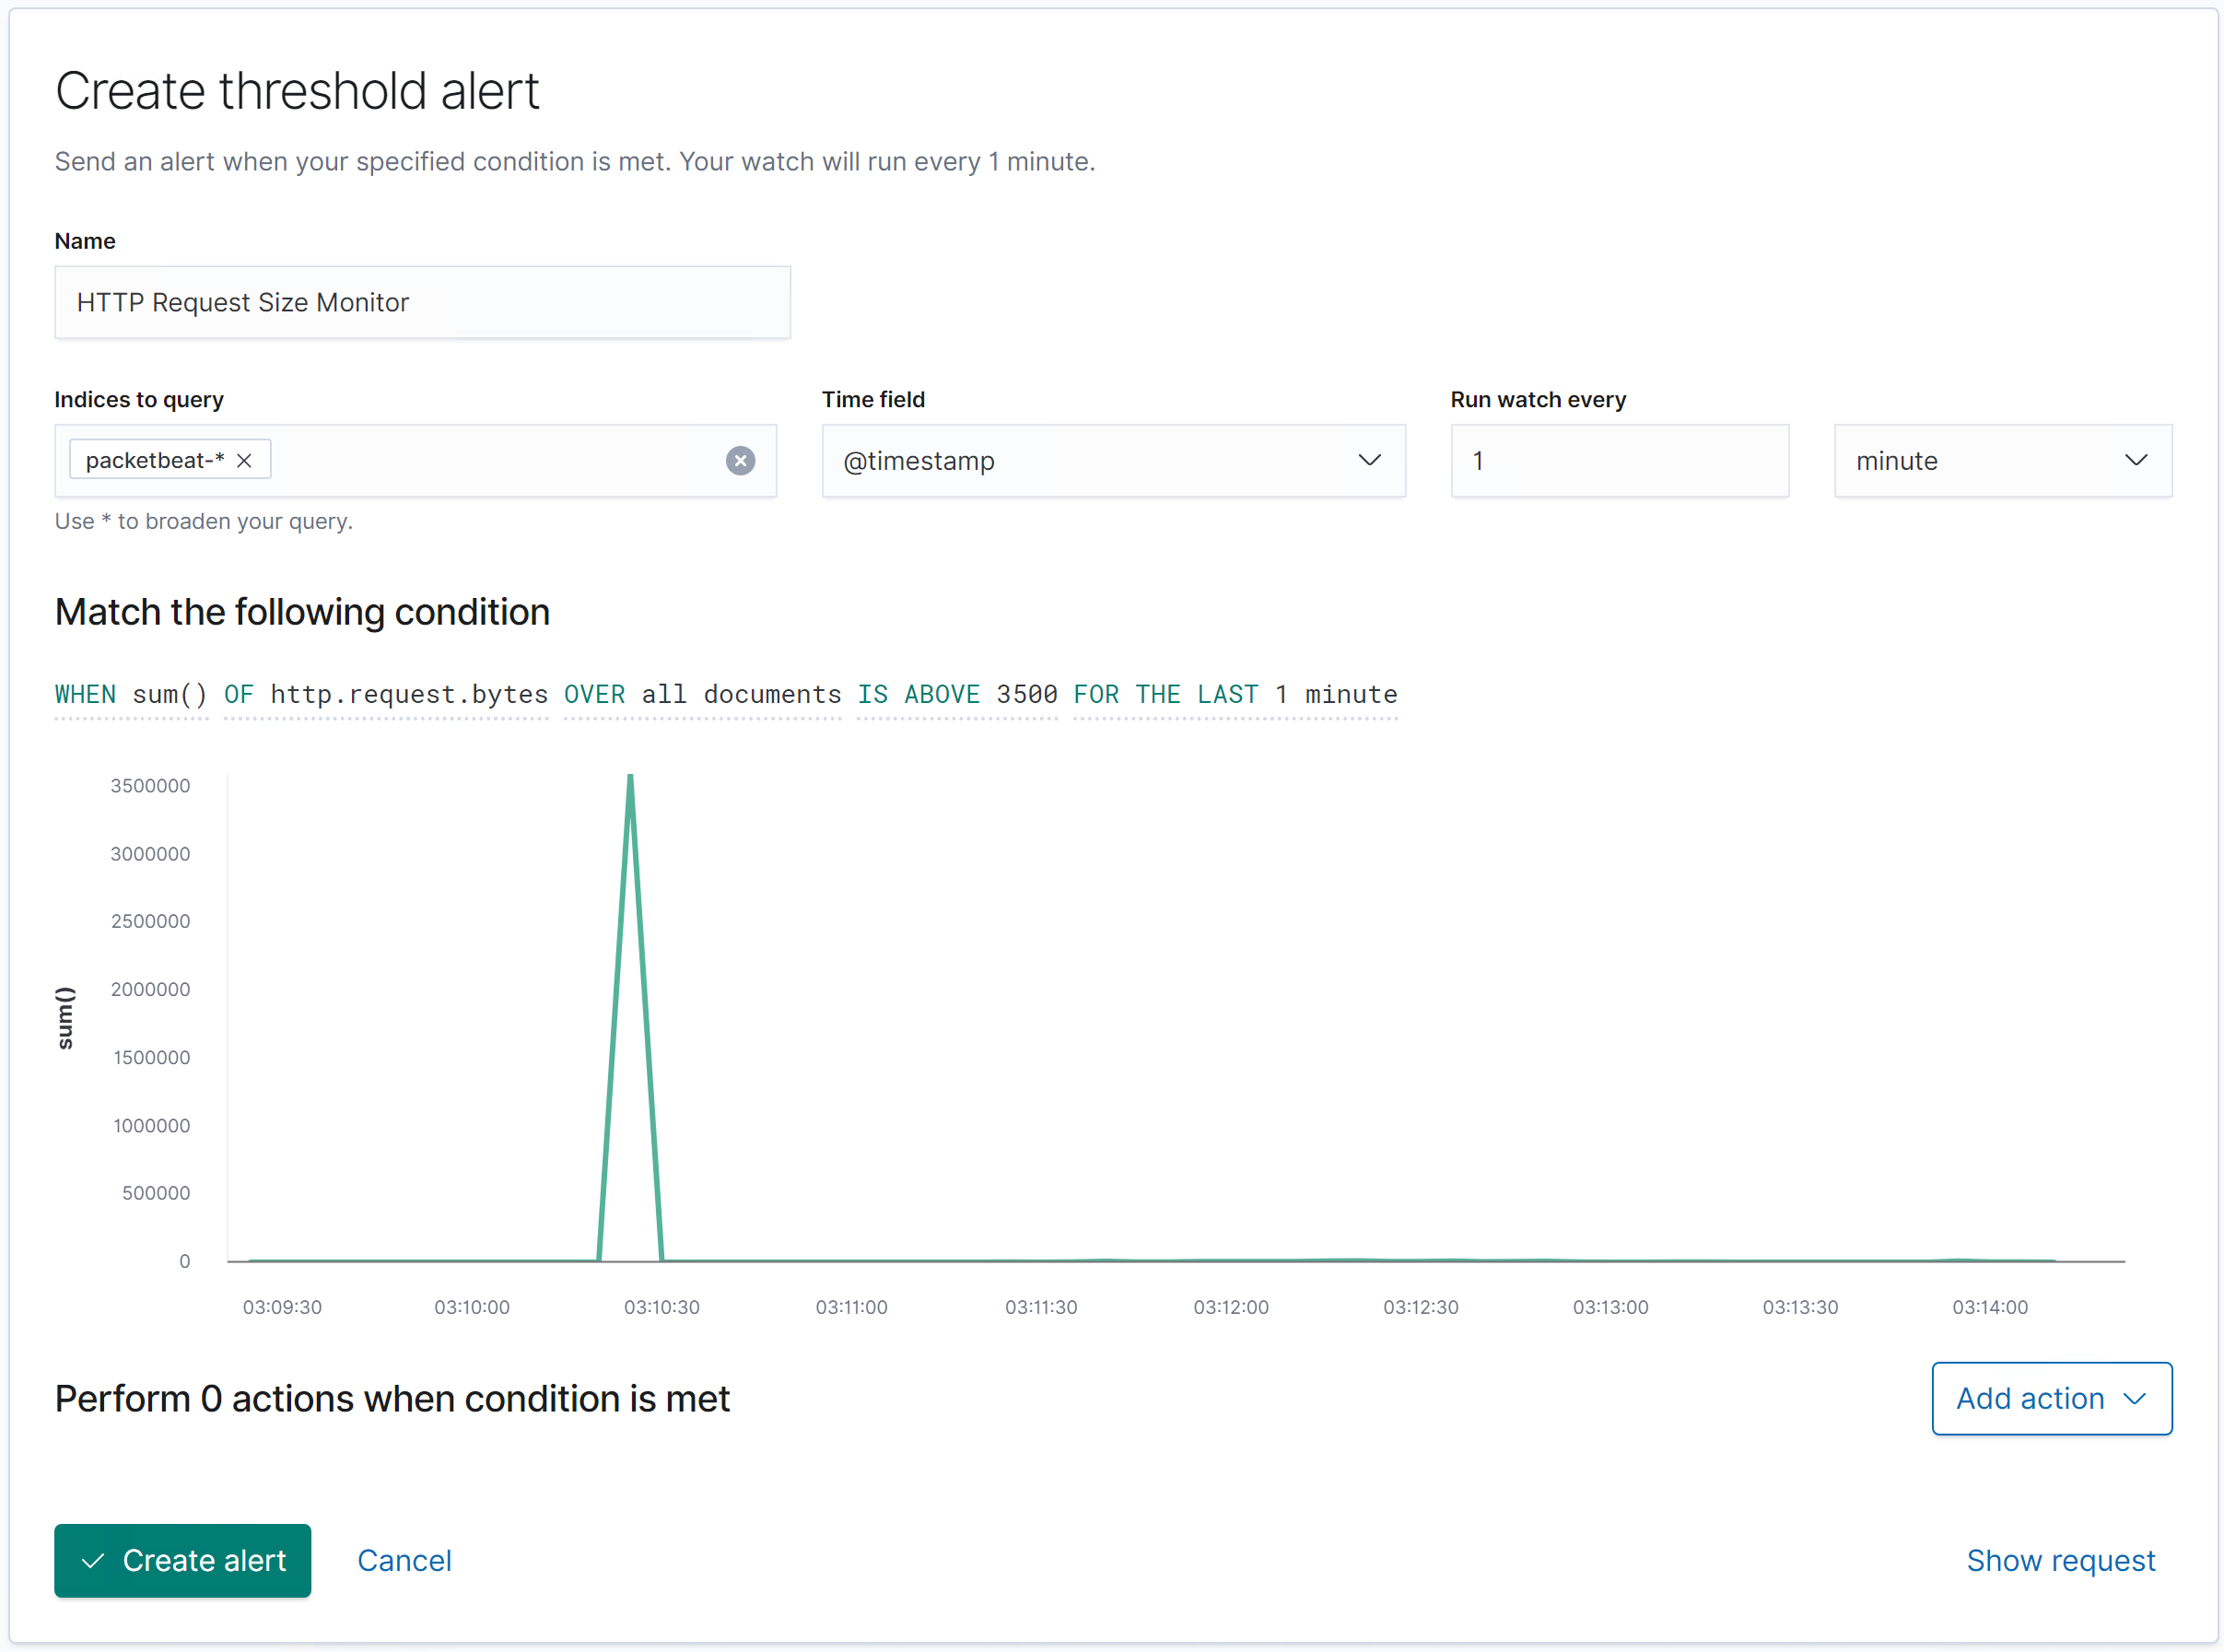 Create threshold alert
Send an alert when your specified condition is met. Your watch will run every 1 minute.
Name
HTTP Request Size Monitor
Indices to query
Time field
Run watch every
packetbeat-*
@timestamp
1
minute
Use * to broaden your query.
Match the following condition
WHEN sum() OF http.request.bytes OVER all documents IS ABOVE 3500 FOR THE LAST 1 minute
sum()
3500000
3000000
2500000
2000000
1500000
1000000
500000
0
03:09:30 03:10:00 03:10:30 03:11:00 03:11:30 03:12:00 03:12:30 03:13:00 03:13:30 03:14:00
Perform 0 actions when condition is met
Add action
Create alert
Cancel
Show request